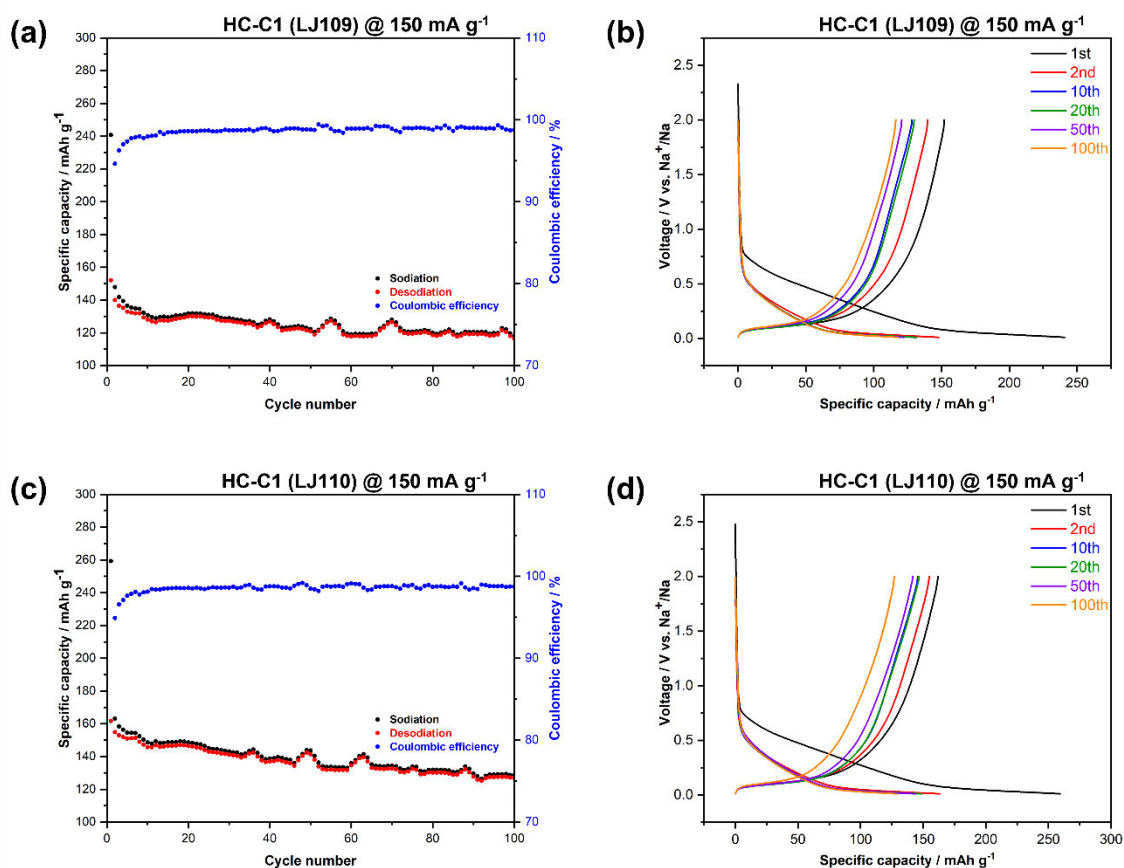 (a)
HC-C1 (LJ109) @ 150 mA g⁻¹
Specific capacity / mAh g⁻¹
300
280
260
240
220
200
180
160
140
120
100
110
100
90
80
70
Coulombic efficiency / %
Sodiation
Desodiation
Coulombic efficiency
0 20 40 60 80 100
Cycle number
(b)
HC-C1 (LJ109) @ 150 mA g⁻¹
Voltage / V vs. Na⁺/Na
2.5
2.0
1.5
1.0
0.5
0.0
1st
2nd
10th
20th
50th
100th
0 50 100 150 200 250
Specific capacity / mAh g⁻¹
(c)
HC-C1 (LJ110) @ 150 mA g⁻¹
Specific capacity / mAh g⁻¹
300
280
260
240
220
200
180
160
140
120
100
110
100
90
80
70
Coulombic efficiency / %
Sodiation
Desodiation
Coulombic efficiency
0 20 40 60 80 100
Cycle number
(d)
HC-C1 (LJ110) @ 150 mA g⁻¹
Voltage / V vs. Na⁺/Na
2.5
2.0
1.5
1.0
0.5
0.0
1st
2nd
10th
20th
50th
100th
0 50 100 150 200 250 300
Specific capacity / mAh g⁻¹